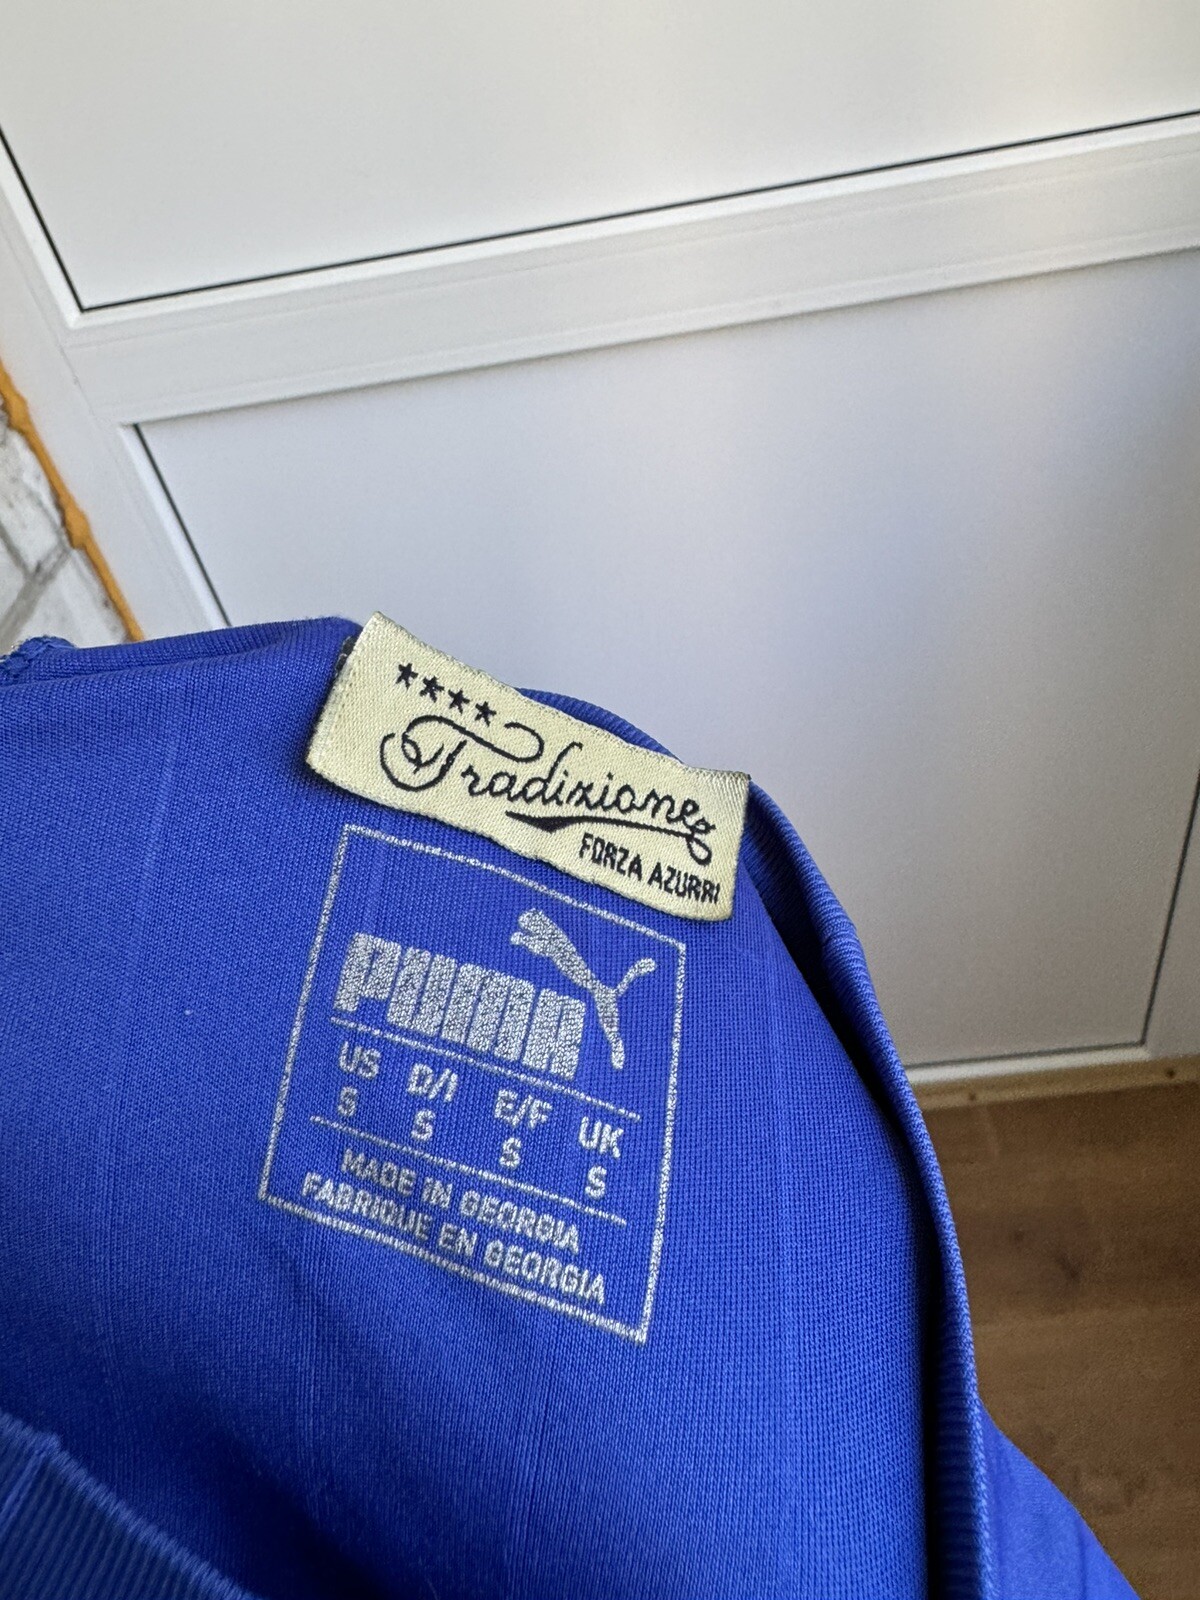 ★★★★
Tradizione
FORZA AZURRI
PUMA
US D/I E/F UK
S S S S
MADE IN GEORGIA
FABRIQUE EN GEORGIA